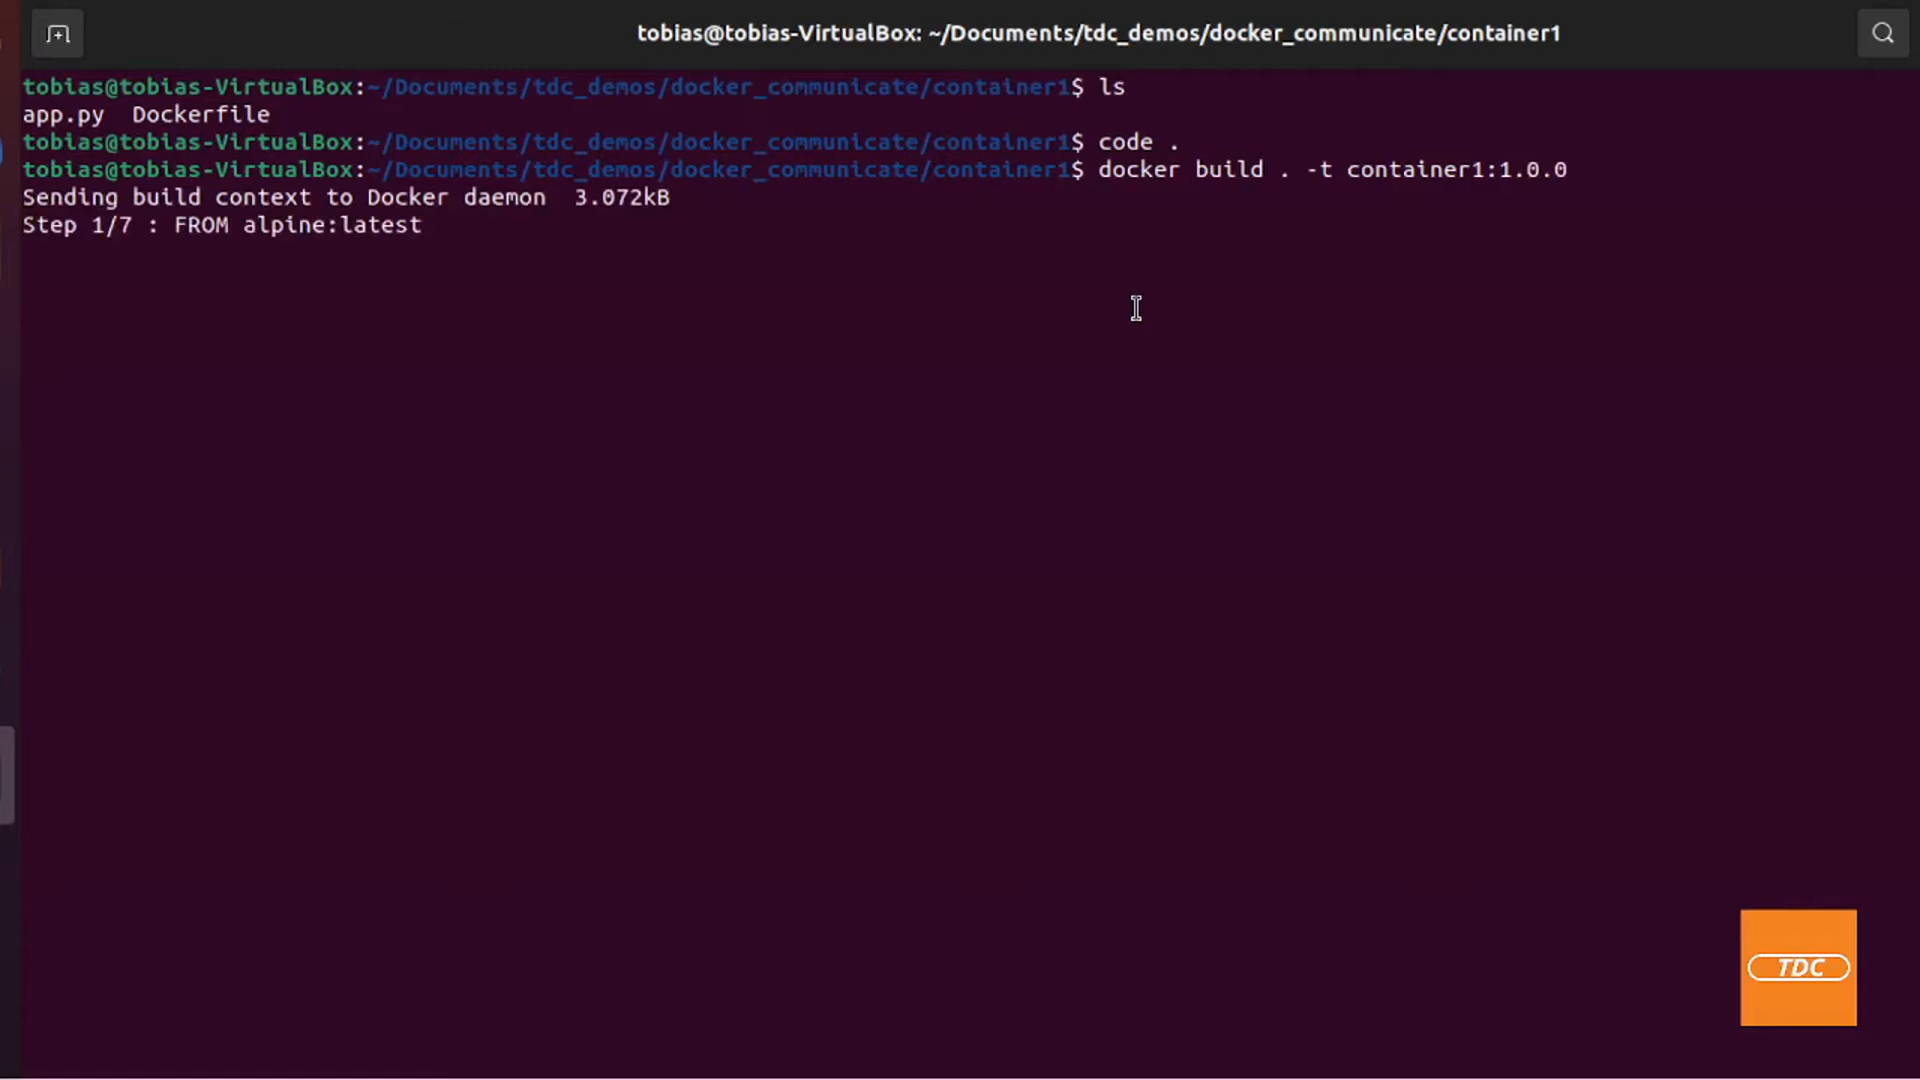 tobias@tobias-VirtualBox: ~/Documents/tdc_demos/docker_communicate/container1
tobias@tobias-VirtualBox:~/Documents/tdc_demos/docker_communicate/container1$ ls
app.py  Dockerfile
tobias@tobias-VirtualBox:~/Documents/tdc_demos/docker_communicate/container1$ code .
tobias@tobias-VirtualBox:~/Documents/tdc_demos/docker_communicate/container1$ docker build . -t container1:1.0.0
Sending build context to Docker daemon  3.072kB
Step 1/7 : FROM alpine:latest
TDC